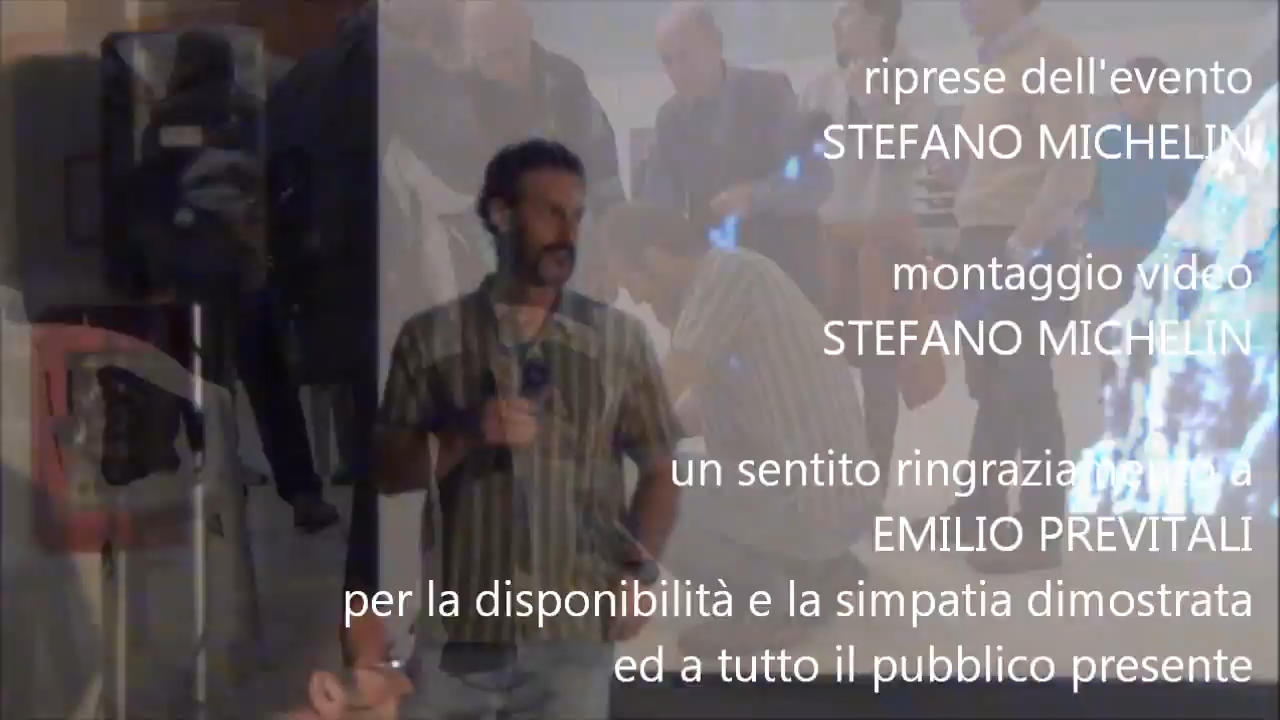 riprese dell'evento
STEFANO MICHELIN
montaggio video
STEFANO MICHELIN
un sentito ringraziamento a
EMILIO PREVITALI
per la disponibilità e la simpatia dimostrata
ed a tutto il pubblico presente